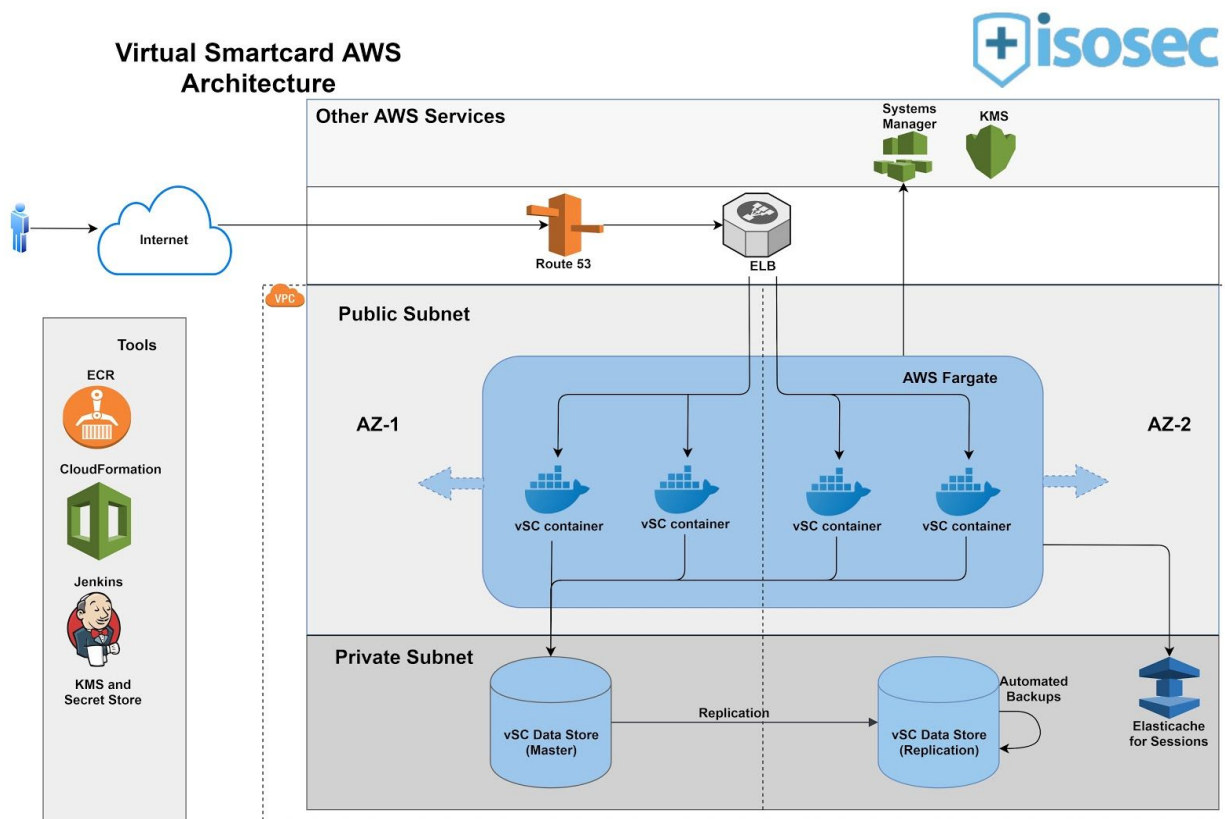 Virtual Smartcard AWS
Architecture
isosec
Other AWS Services
Systems
Manager
KMS
Internet
Route 53
ELB
VPC
Public Subnet
Tools
ECR
CloudFormation
Jenkins
KMS and
Secret Store
AWS Fargate
AZ-1
AZ-2
vSC container
vSC container
vSC container
vSC container
Private Subnet
vSC Data Store
(Master)
Replication
vSC Data Store
(Replication)
Automated
Backups
Elasticache
for Sessions